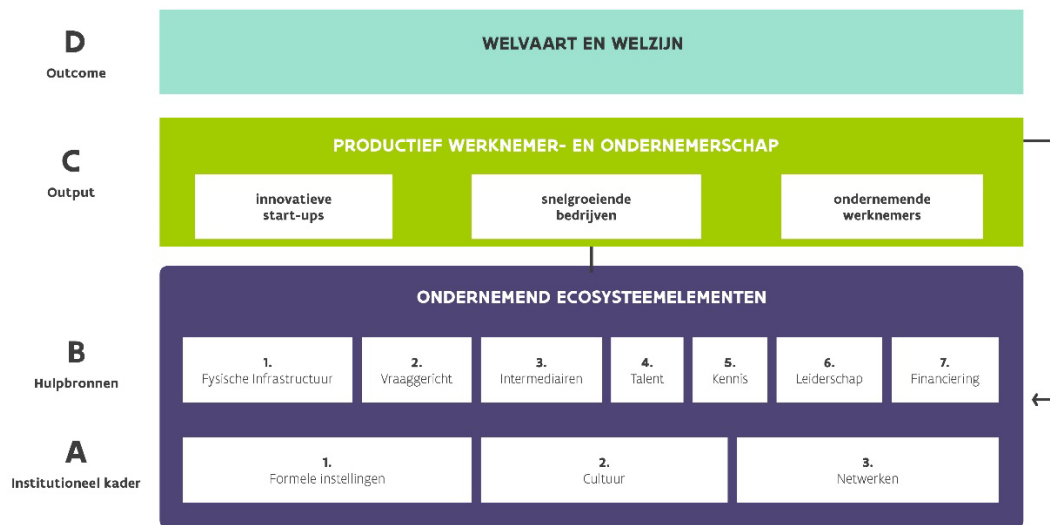 D
Outcome
WELVAART EN WELZIJN
C
Output
PRODUCTIEF WERKNEMER- EN ONDERNEMERSCHAP
innovatieve
start-ups
snelgroeiende
bedrijven
ondernemende
werknemers
ONDERNEMEND ECOSYSTEEMELEMENTEN
B
Hulpbronnen
1.
Fysische Infrastructuur
2.
Vraaggericht
3.
Intermediairen
4.
Talent
5.
Kennis
6.
Leiderschap
7.
Financiering
A
Institutioneel kader
1.
Formele instellingen
2.
Cultuur
3.
Netwerken